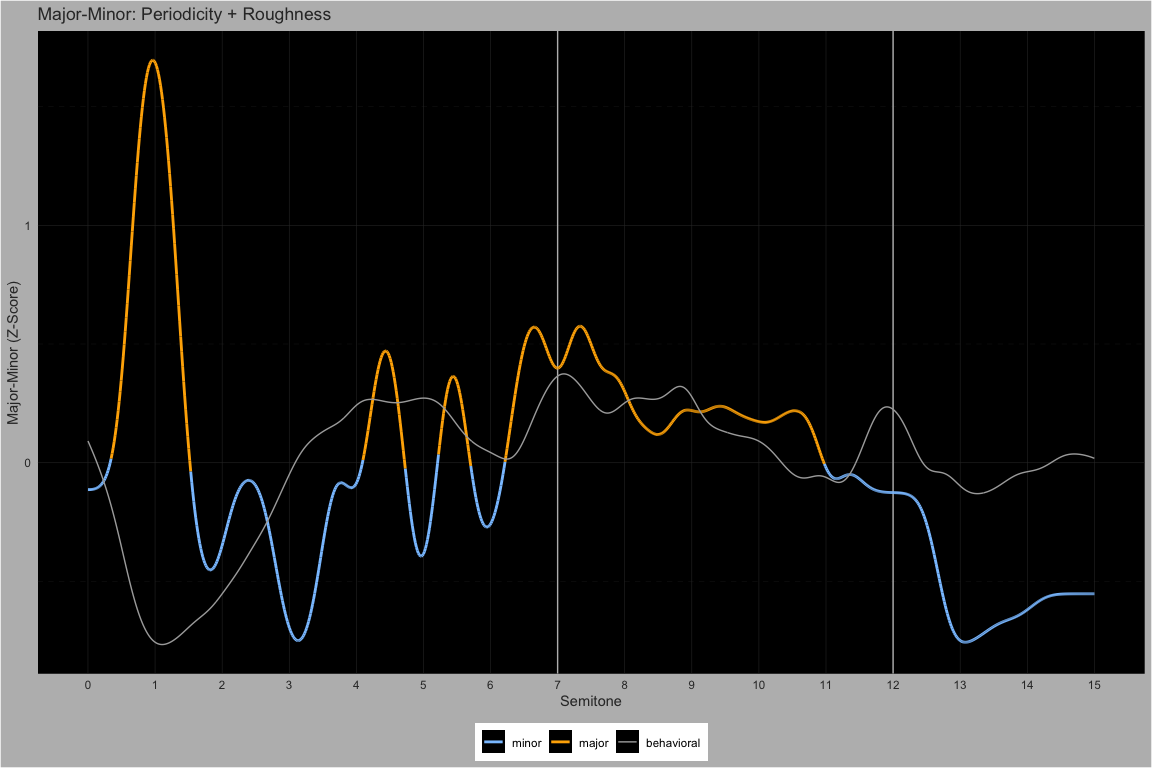 Major-Minor: Periodicity + Roughness
Major-Minor (Z-Score)
1
0
0 1 2 3 4 5 6 7 8 9 10 11 12 13 14 15
Semitone
minor major behavioral